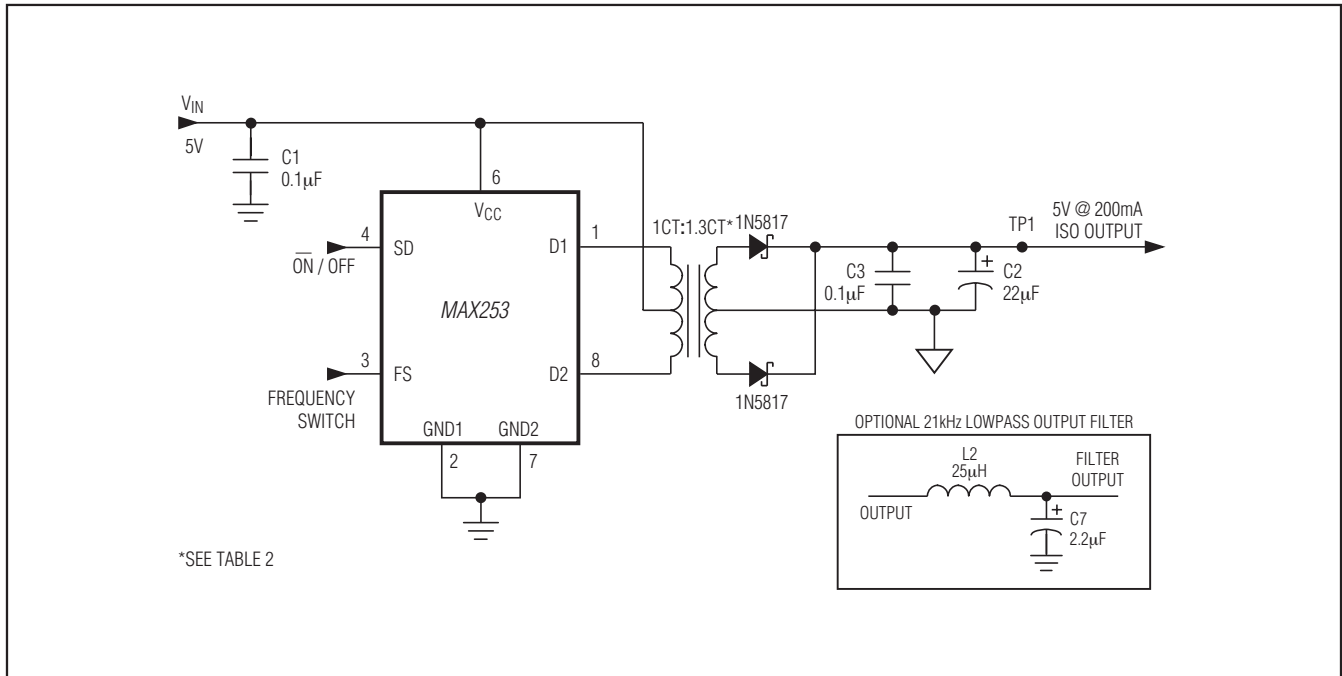 VIN
5V
C1
0.1µF
6
VCC
4
SD
ON / OFF
MAX253
3
FS
FREQUENCY
SWITCH
D1
1
D2
8
GND1
GND2
2
7
1CT:1.3CT*
1N5817
1N5817
C3
0.1µF
+
C2
22µF
TP1
5V @ 200mA
ISO OUTPUT
OPTIONAL 21kHz LOWPASS OUTPUT FILTER
L2
25µH
OUTPUT
FILTER
OUTPUT
+
C7
2.2µF
*SEE TABLE 2